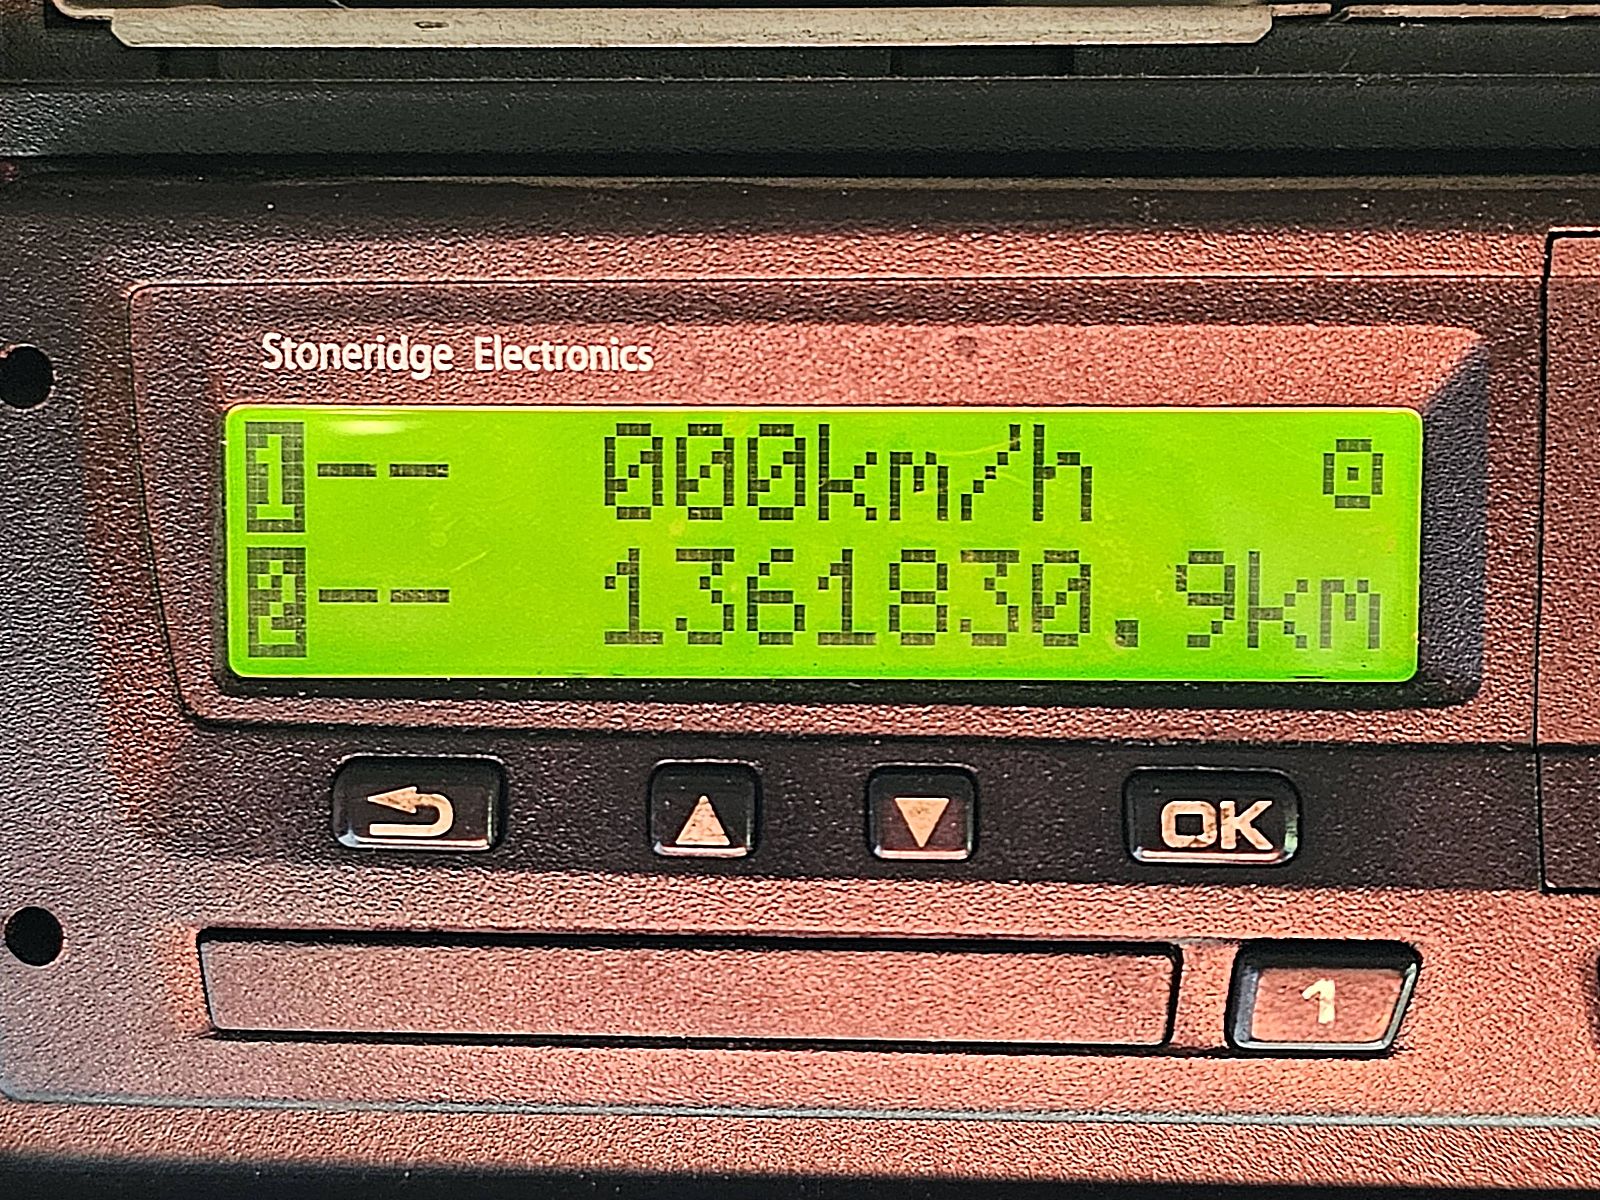 Stoneridge Electronics
1-- 000km/h
2-- 1361830.9km
OK
1